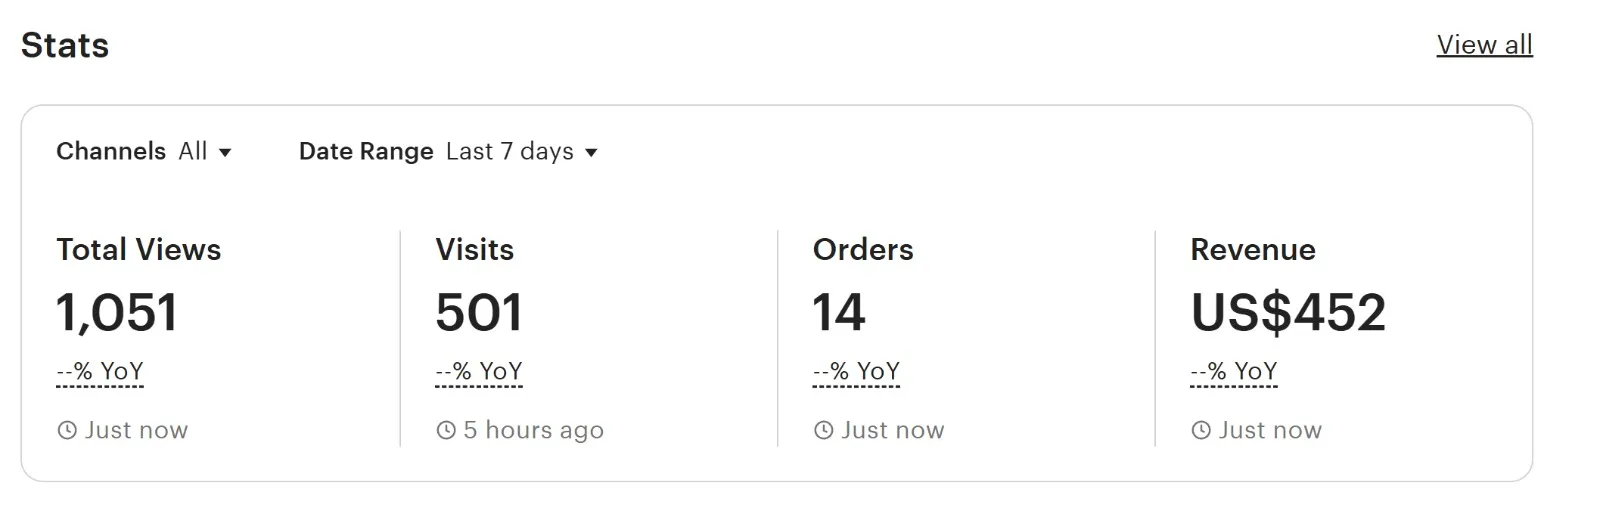 Stats
View all
Channels All
Date Range Last 7 days
Total Views
1,051
--% YoY
Just now
Visits
501
--% YoY
5 hours ago
Orders
14
--% YoY
Just now
Revenue
US$452
--% YoY
Just now